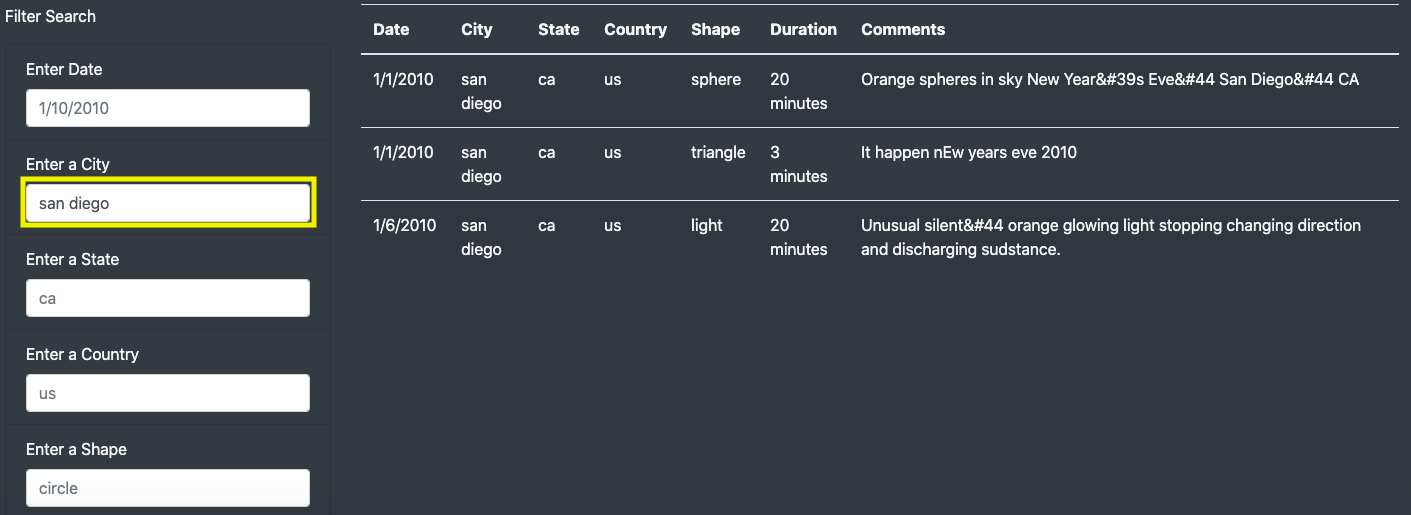 Filter Search
Enter Date
1/10/2010
Enter a City
san diego
Enter a State
ca
Enter a Country
us
Enter a Shape
circle
Date City State Country Shape Duration Comments
1/1/2010 san ca us sphere 20 Orange spheres in sky New Year&#39s Eve&#44 San Diego&#44 CA
diego minutes
1/1/2010 san ca us triangle 3 It happen nEw years eve 2010
diego minutes
1/6/2010 san ca us light 20 Unusual silent&#44 orange glowing light stopping changing direction
diego minutes and discharging sudstance.